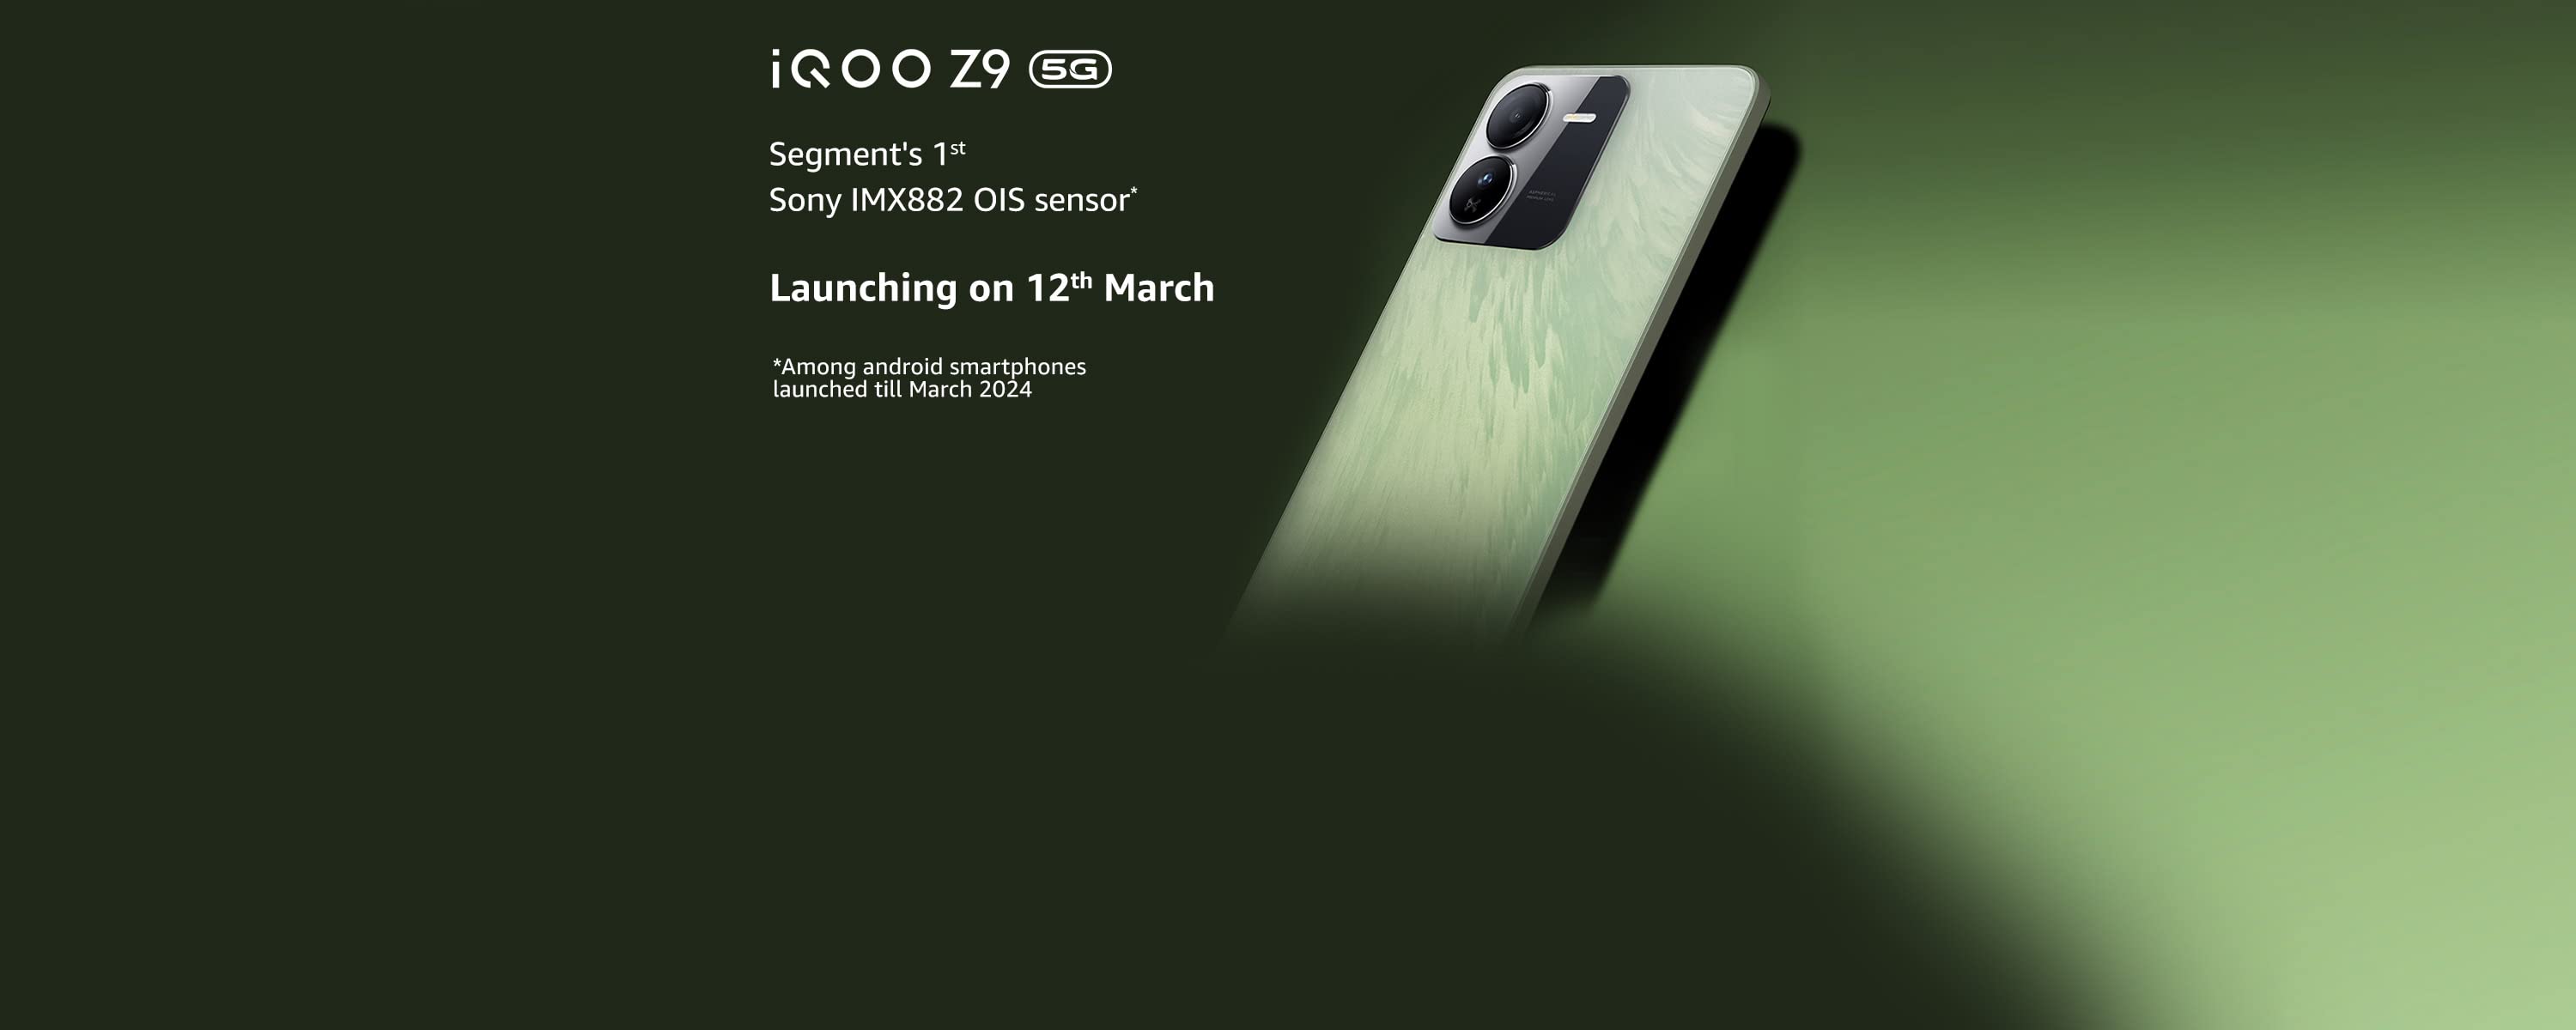 iQOO Z9 5G
Segment's 1st
Sony IMX882 OIS sensor*
Launching on 12th March
*Among android smartphones
launched till March 2024